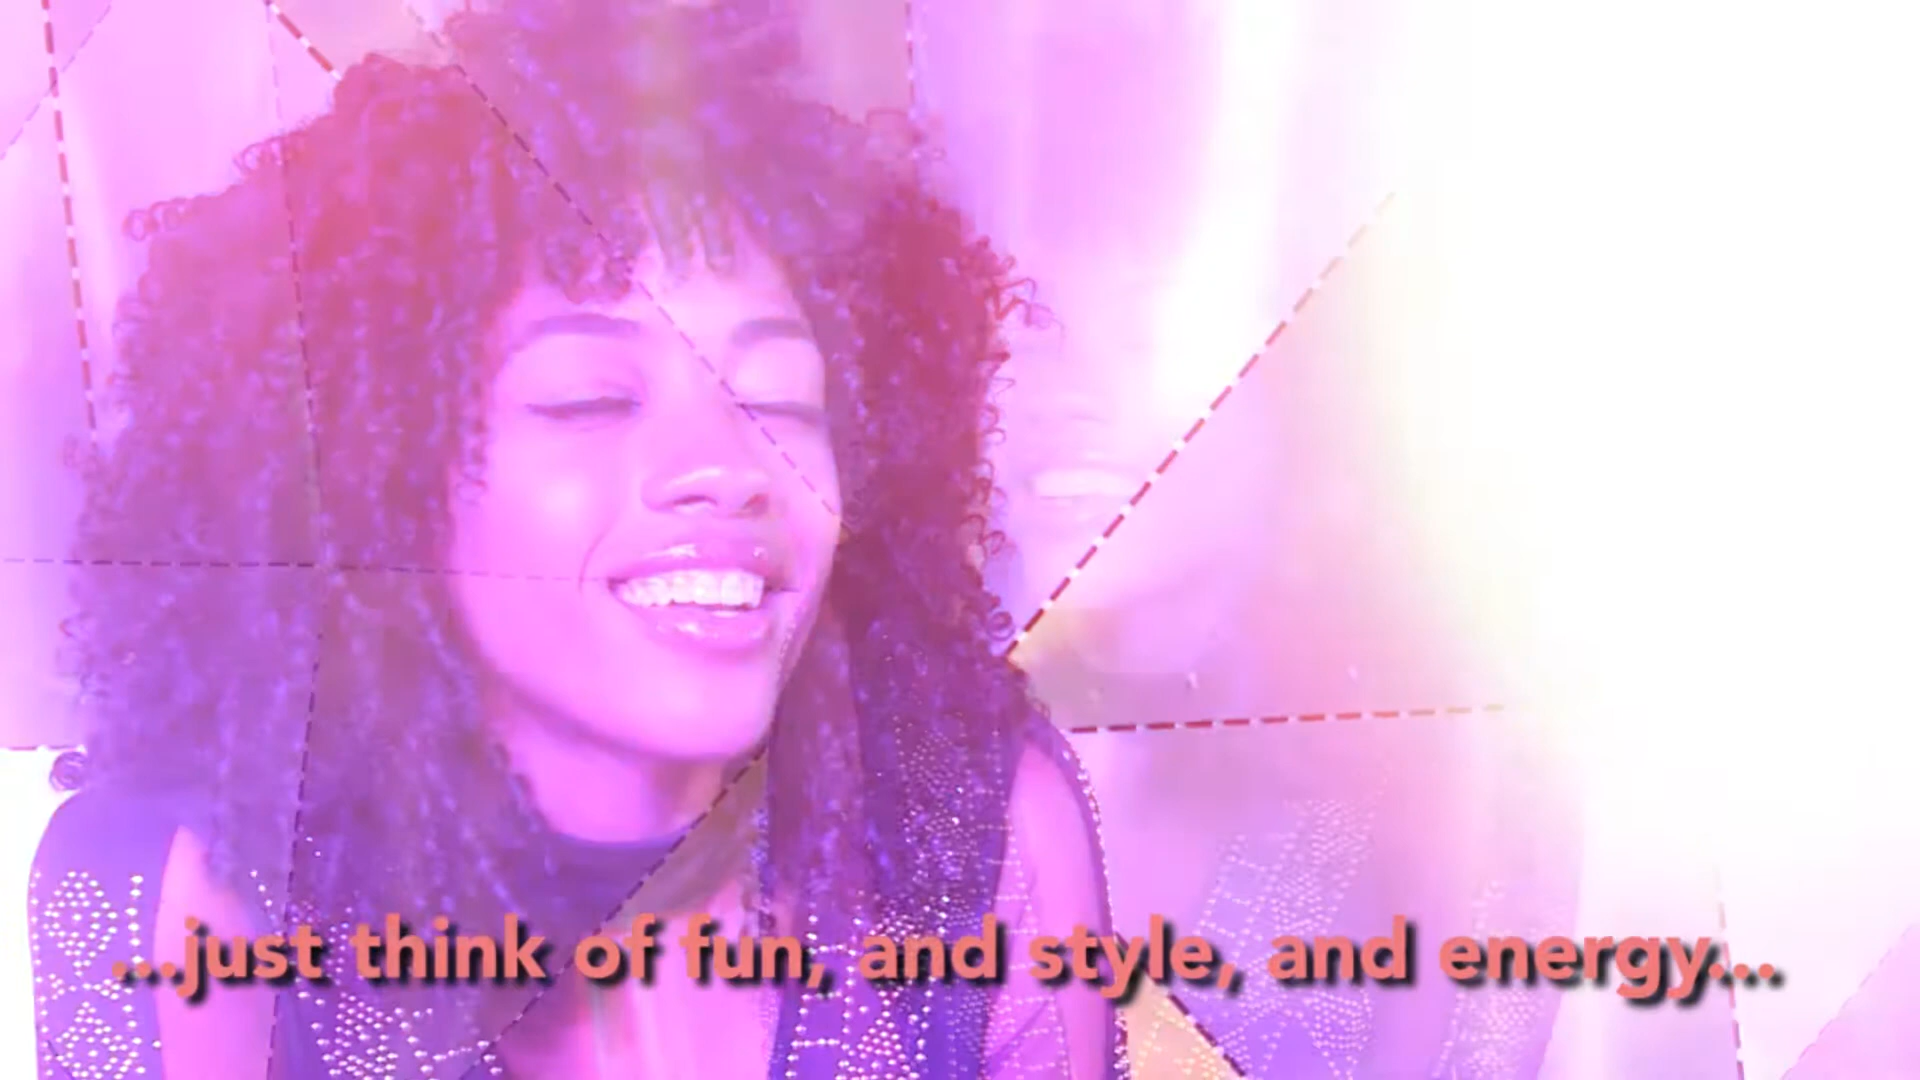 ...just think of fun, and style, and energy...